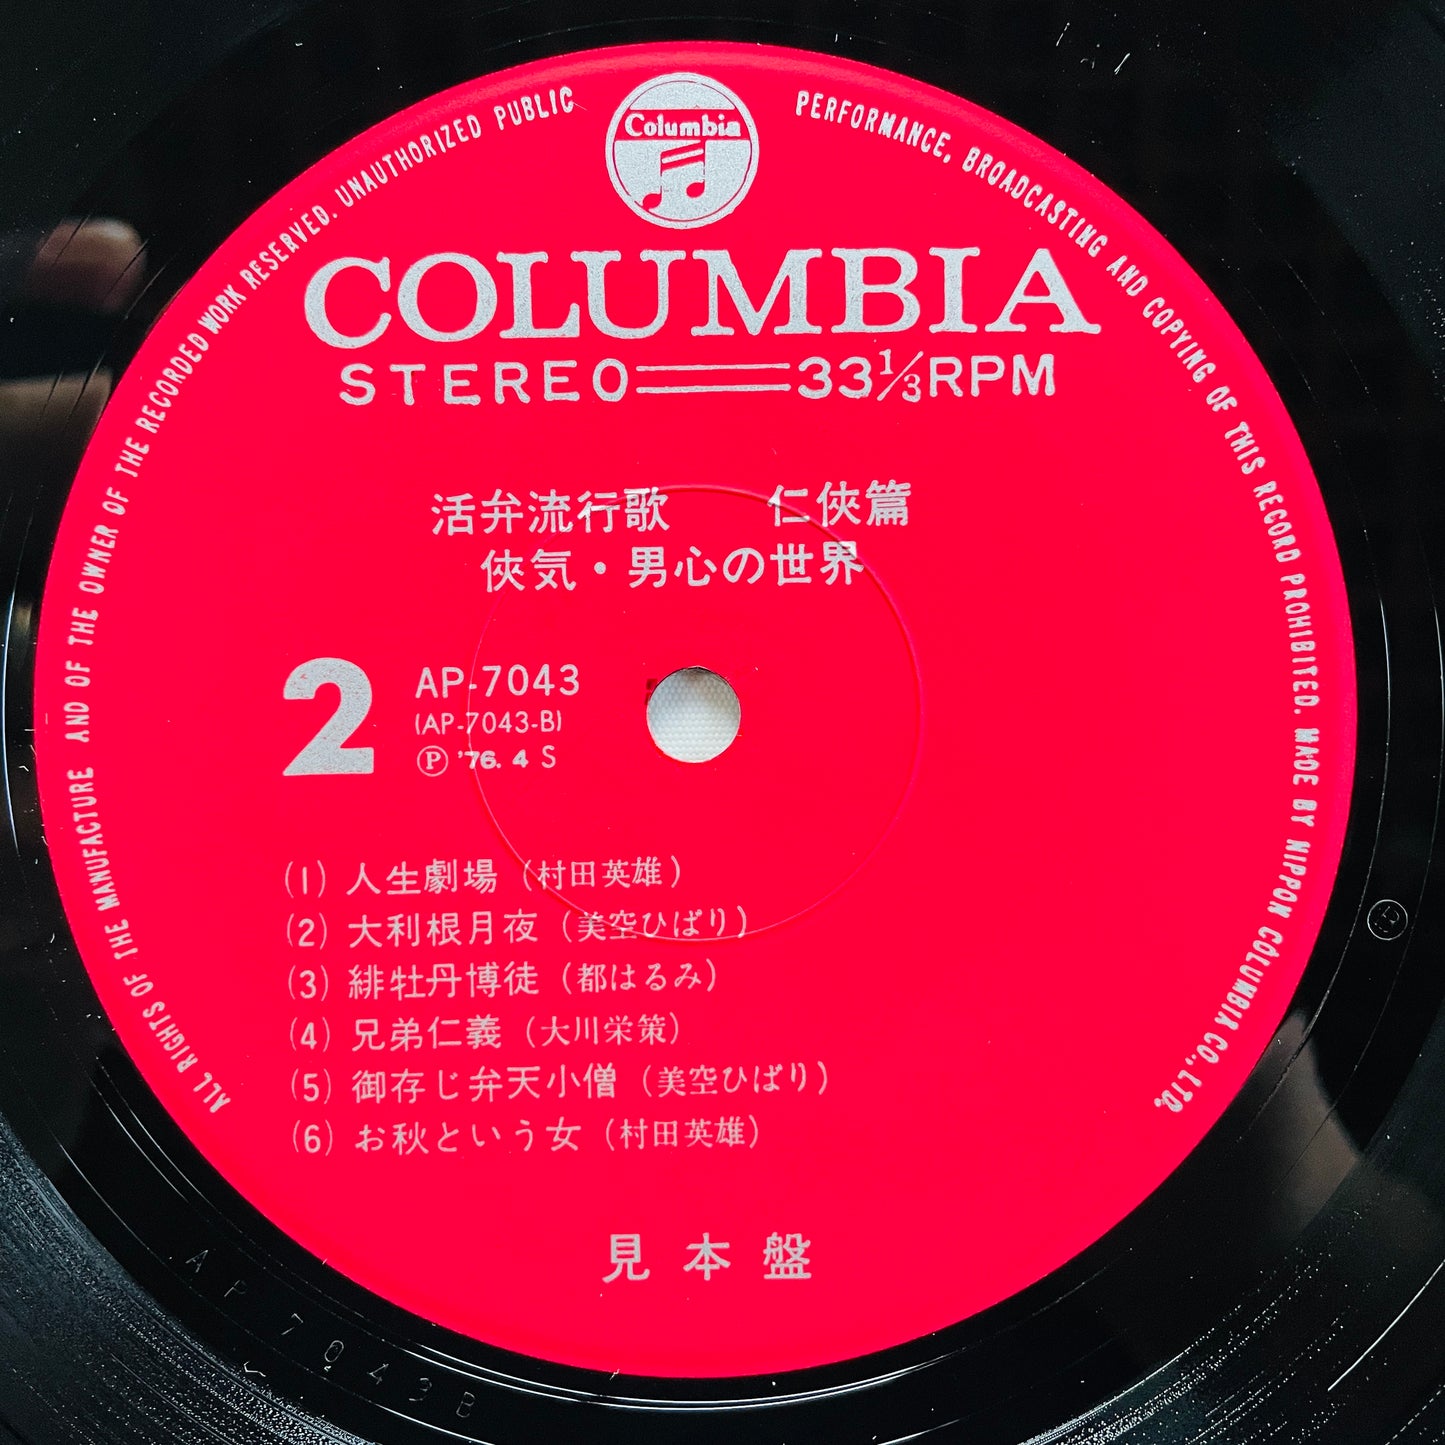 Columbia
ALL RIGHTS OF THE MANUFACTURE AND OF THE OWNER OF THE RECORDED WORK RESERVED. UNAUTHORIZED PUBLIC PERFORMANCE, BROADCASTING AND COPYING OF THIS RECORD PROHIBITED. MADE BY NIPPON COLUMBIA CO., LTD.
COLUMBIA
STEREO 33 1/3 RPM
活弁流行歌 仁侠篇
侠気・男心の世界
2
AP-7043
(AP-7043-B)
Ⓟ '76. 4 S
(1) 人生劇場 (村田英雄)
(2) 大利根月夜 (美空ひばり)
(3) 緋牡丹博徒 (都はるみ)
(4) 兄弟仁義 (大川栄策)
(5) 御存じ弁天小僧 (美空ひばり)
(6) お秋という女 (村田英雄)
見本盤
AP 7043B
Ⓑ